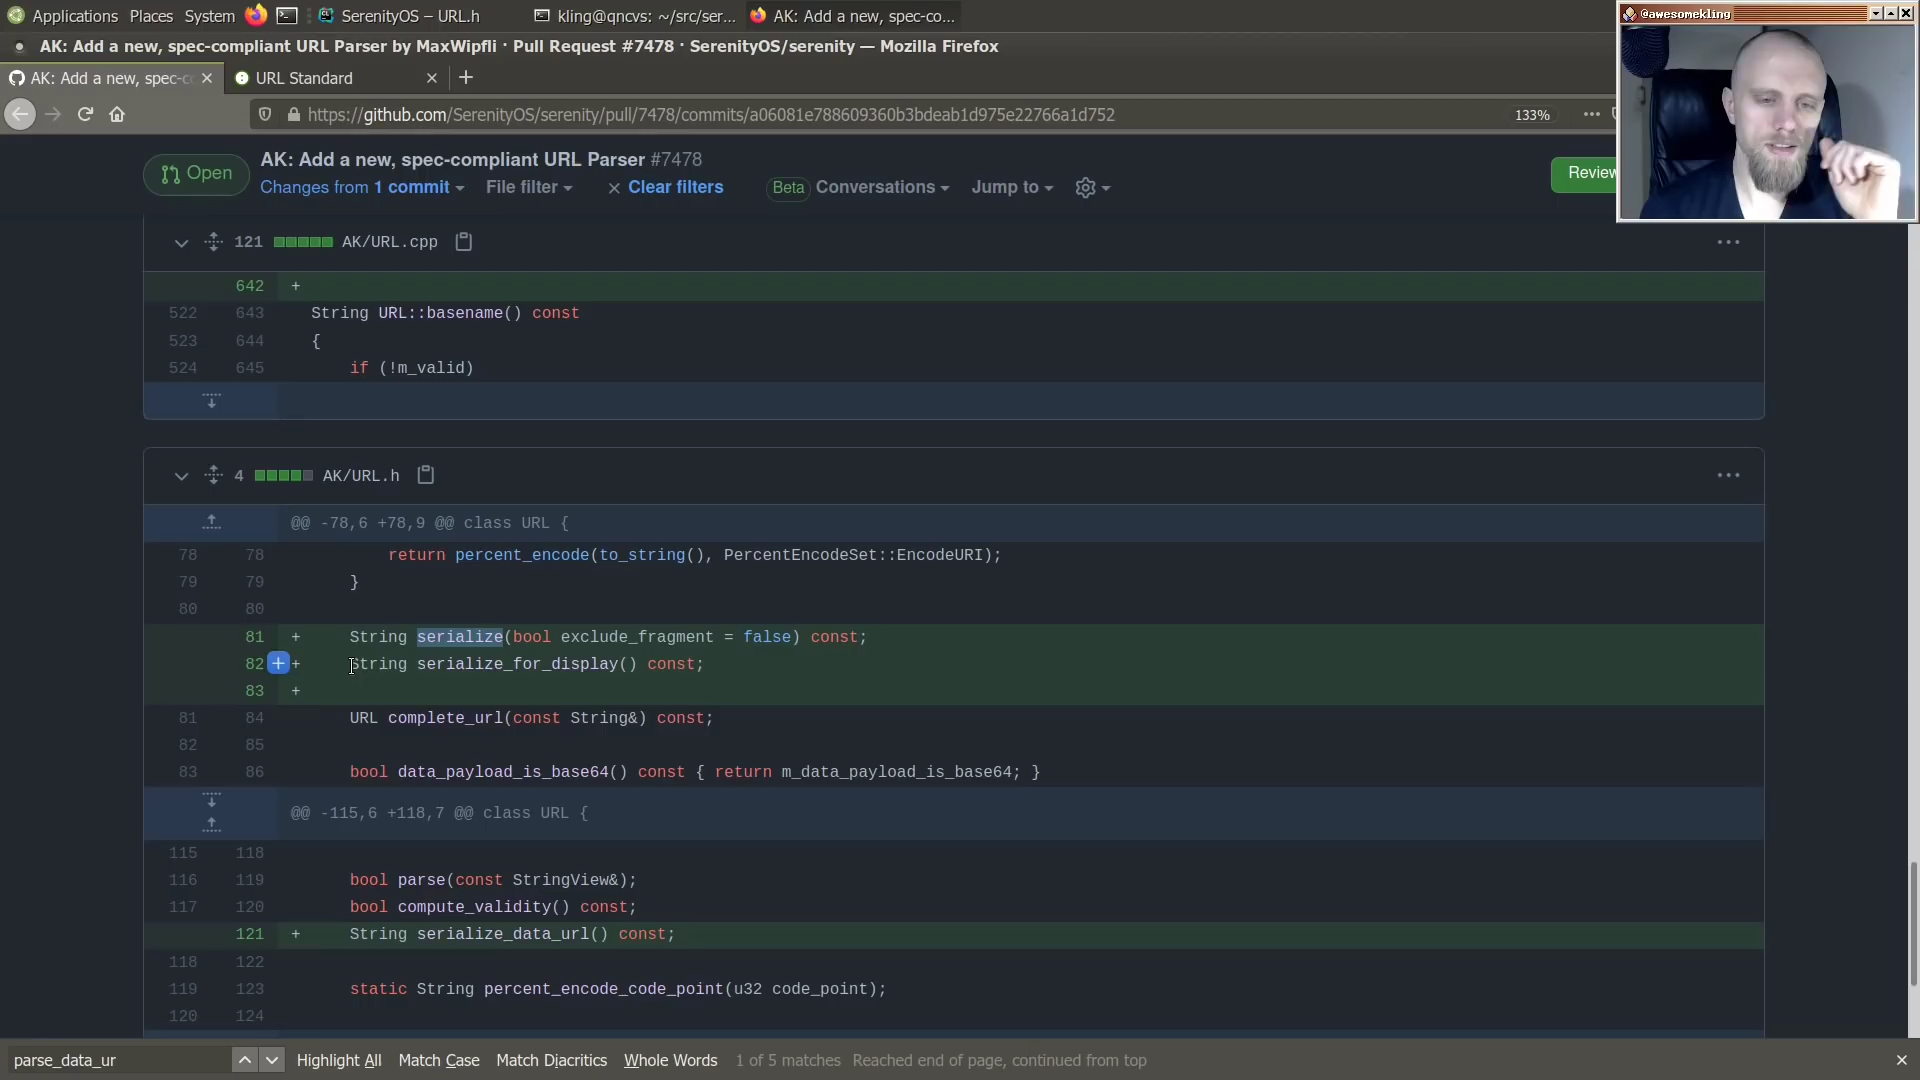 Applications Places System SerenityOS – URL.h kling@qncvs: ~/src/ser... AK: Add a new, spec-co...
@awesomekling
AK: Add a new, spec-compliant URL Parser by MaxWipfli · Pull Request #7478 · SerenityOS/serenity — Mozilla Firefox
AK: Add a new, spec-c × URL Standard × +
https://github.com/SerenityOS/serenity/pull/7478/commits/a06081e788609360b3bdeab1d975e22766a1d752 133% ···
Open
AK: Add a new, spec-compliant URL Parser #7478
Changes from 1 commit File filter × Clear filters Beta Conversations Jump to Review
121 AK/URL.cpp ···
642 +
522 643 String URL::basename() const
523 644 {
524 645 if (!m_valid)
4 AK/URL.h ···
@@ -78,6 +78,9 @@ class URL {
78 78 return percent_encode(to_string(), PercentEncodeSet::EncodeURI);
79 79 }
80 80
81 + String serialize(bool exclude_fragment = false) const;
82 + + String serialize_for_display() const;
83 +
81 84 URL complete_url(const String&) const;
82 85
83 86 bool data_payload_is_base64() const { return m_data_payload_is_base64; }
@@ -115,6 +118,7 @@ class URL {
115 118
116 119 bool parse(const StringView&);
117 120 bool compute_validity() const;
121 + String serialize_data_url() const;
118 122
119 123 static String percent_encode_code_point(u32 code_point);
120 124
parse_data_ur Highlight All Match Case Match Diacritics Whole Words 1 of 5 matches Reached end of page, continued from top ×